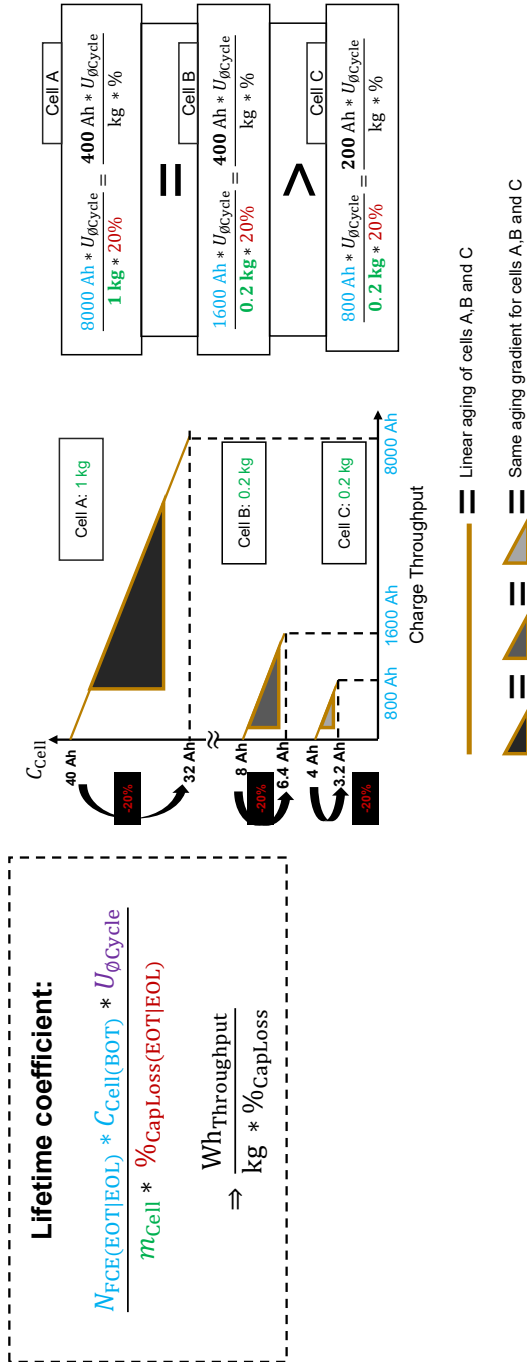 Lifetime coefficient:
N_FCE(EOT|EOL) * C_Cell(BOT) * U_ØCycle
m_Cell * %_CapLoss(EOT|EOL)
⇒ Wh_Throughput
kg * %_CapLoss
C_Cell
40 Ah
32 Ah
8 Ah
6.4 Ah
4 Ah
3.2 Ah
-20%
-20%
-20%
Cell A: 1 kg
Cell B: 0.2 kg
Cell C: 0.2 kg
800 Ah
1600 Ah
8000 Ah
Charge Throughput
Cell A
8000 Ah * U_ØCycle
1 kg * 20%
=
400 Ah * U_ØCycle
kg * %
=
Cell B
1600 Ah * U_ØCycle
0.2 kg * 20%
=
400 Ah * U_ØCycle
kg * %
>
Cell C
800 Ah * U_ØCycle
0.2 kg * 20%
=
200 Ah * U_ØCycle
kg * %
= Linear aging of cells A,B and C
= = = Same aging gradient for cells A,B and C